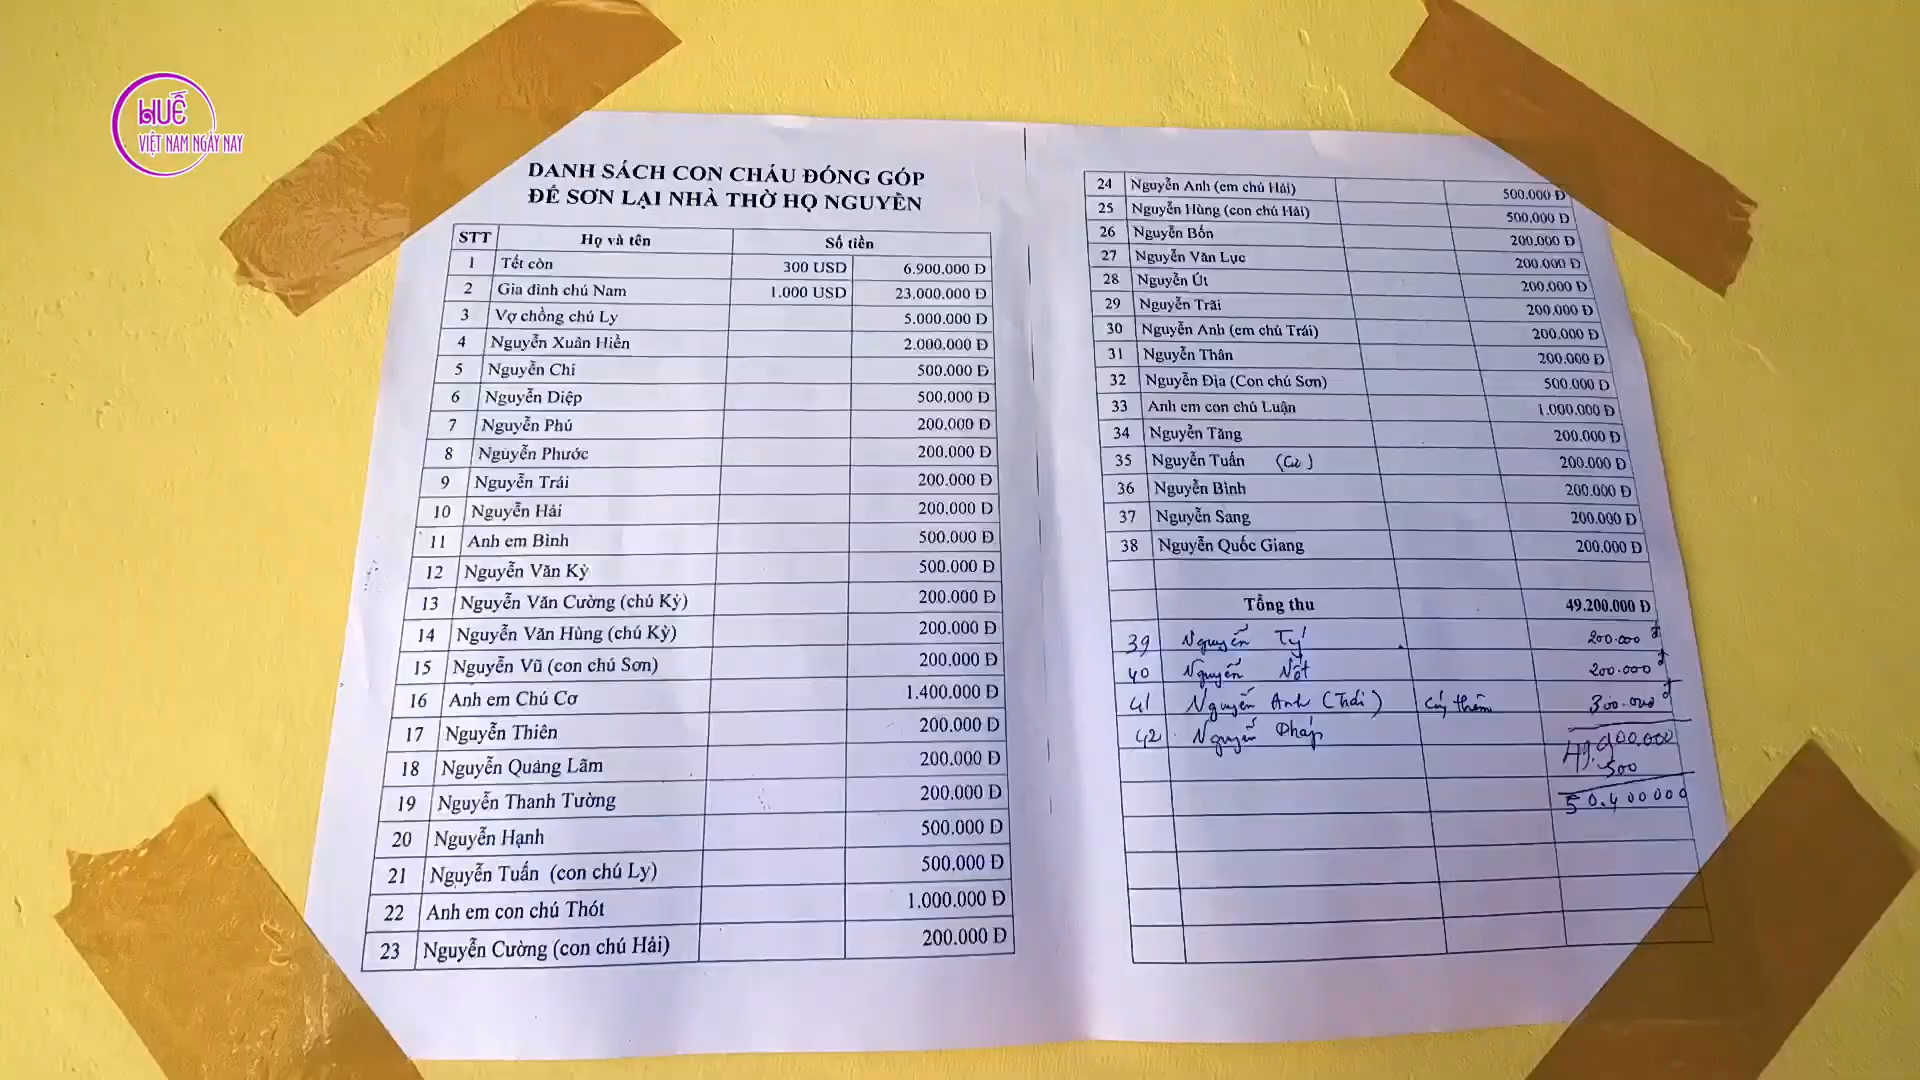 HUẾ
VIỆT NAM NGÀY NAY
DANH SÁCH CON CHÁU ĐÓNG GÓP
ĐỂ SƠN LẠI NHÀ THỜ HỌ NGUYỄN
STT Họ và tên Số tiền
1 Tết còn 300 USD 6.900.000 Đ
2 Gia đình chú Nam 1.000 USD 23.000.000 Đ
3 Vợ chồng chú Ly 5.000.000 Đ
4 Nguyễn Xuân Hiền 2.000.000 Đ
5 Nguyễn Chi 500.000 Đ
6 Nguyễn Diệp 500.000 Đ
7 Nguyễn Phú 200.000 Đ
8 Nguyễn Phước 200.000 Đ
9 Nguyễn Trái 200.000 Đ
10 Nguyễn Hải 200.000 Đ
11 Anh em Bình 500.000 Đ
12 Nguyễn Văn Kỳ 500.000 Đ
13 Nguyễn Văn Cường (chú Kỳ) 200.000 Đ
14 Nguyễn Văn Hùng (chú Kỳ) 200.000 Đ
15 Nguyễn Vũ (con chú Sơn) 200.000 Đ
16 Anh em Chú Cơ 1.400.000 Đ
17 Nguyễn Thiên 200.000 Đ
18 Nguyễn Quảng Lãm 200.000 Đ
19 Nguyễn Thanh Tường 200.000 Đ
20 Nguyễn Hạnh 500.000 Đ
21 Nguyễn Tuấn (con chú Ly) 500.000 Đ
22 Anh em con chú Thót 1.000.000 Đ
23 Nguyễn Cường (con chú Hải) 200.000 Đ
24 Nguyễn Anh (em chú Hải) 500.000 Đ
25 Nguyễn Hùng (con chú Hải) 500.000 Đ
26 Nguyễn Bốn 200.000 Đ
27 Nguyễn Văn Lực 200.000 Đ
28 Nguyễn Út 200.000 Đ
29 Nguyễn Trãi 200.000 Đ
30 Nguyễn Anh (em chú Trái) 200.000 Đ
31 Nguyễn Thân 200.000 Đ
32 Nguyễn Địa (Con chú Sơn) 500.000 Đ
33 Anh em con chú Luận 1.000.000 Đ
34 Nguyễn Tăng 200.000 Đ
35 Nguyễn Tuấn 200.000 Đ
36 Nguyễn Bình 200.000 Đ
37 Nguyễn Sang 200.000 Đ
38 Nguyễn Quốc Giang 200.000 Đ
Tổng thu 49.200.000 Đ
39 Nguyễn Tý 200.000 đ
40 Nguyễn Nốt 200.000 đ
41 Nguyễn Anh (Trái) cúng thêm 300.000 đ
42 Nguyễn Pháp
49.900.000
500
50.400000